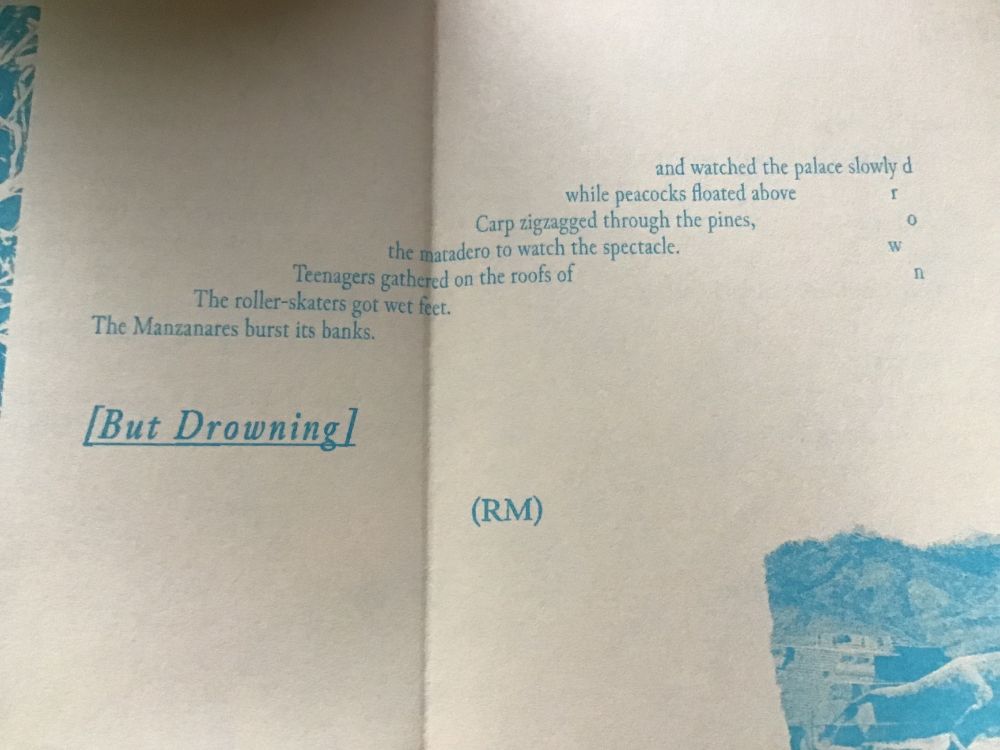 and watched the palace slowly d
while peacocks floated above r
Carp zigzagged through the pines, o
the matadero to watch the spectacle. w
Teenagers gathered on the roofs of n
The roller-skaters got wet feet.
The Manzanares burst its banks.
[But Drowning]
(RM)